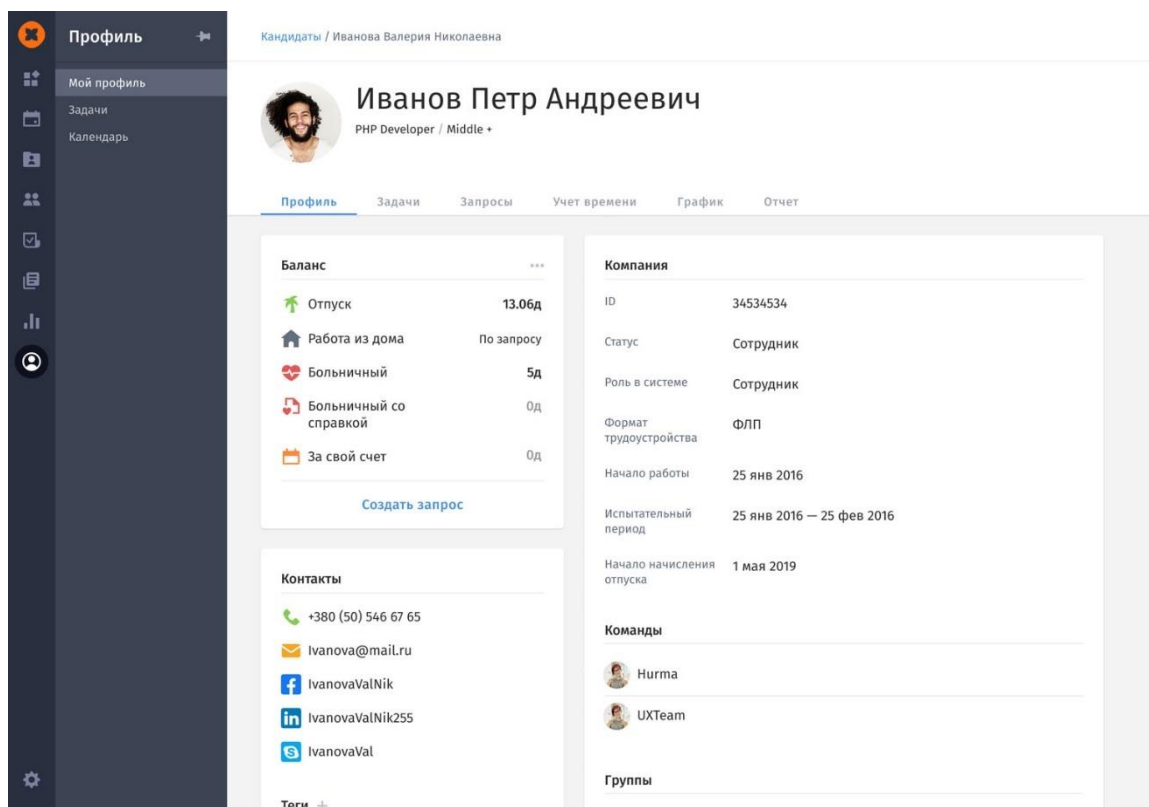 Профиль
Мой профиль
Задачи
Календарь
Кандидаты / Иванова Валерия Николаевна
Иванов Петр Андреевич
PHP Developer / Middle +
Профиль Задачи Запросы Учет времени График Отчет
Баланс
Отпуск 13.06д
Работа из дома По запросу
Больничный 5д
Больничный со
справкой 0д
За свой счет 0д
Создать запрос
Контакты
+380 (50) 546 67 65
Ivanova@mail.ru
IvanovaValNik
IvanovaValNik255
IvanovaVal
Теги +
Компания
ID 34534534
Статус Сотрудник
Роль в системе Сотрудник
Формат
трудоустройства ФЛП
Начало работы 25 янв 2016
Испытательный
период 25 янв 2016 — 25 фев 2016
Начало начисления
отпуска 1 мая 2019
Команды
Hurma
UXTeam
Группы